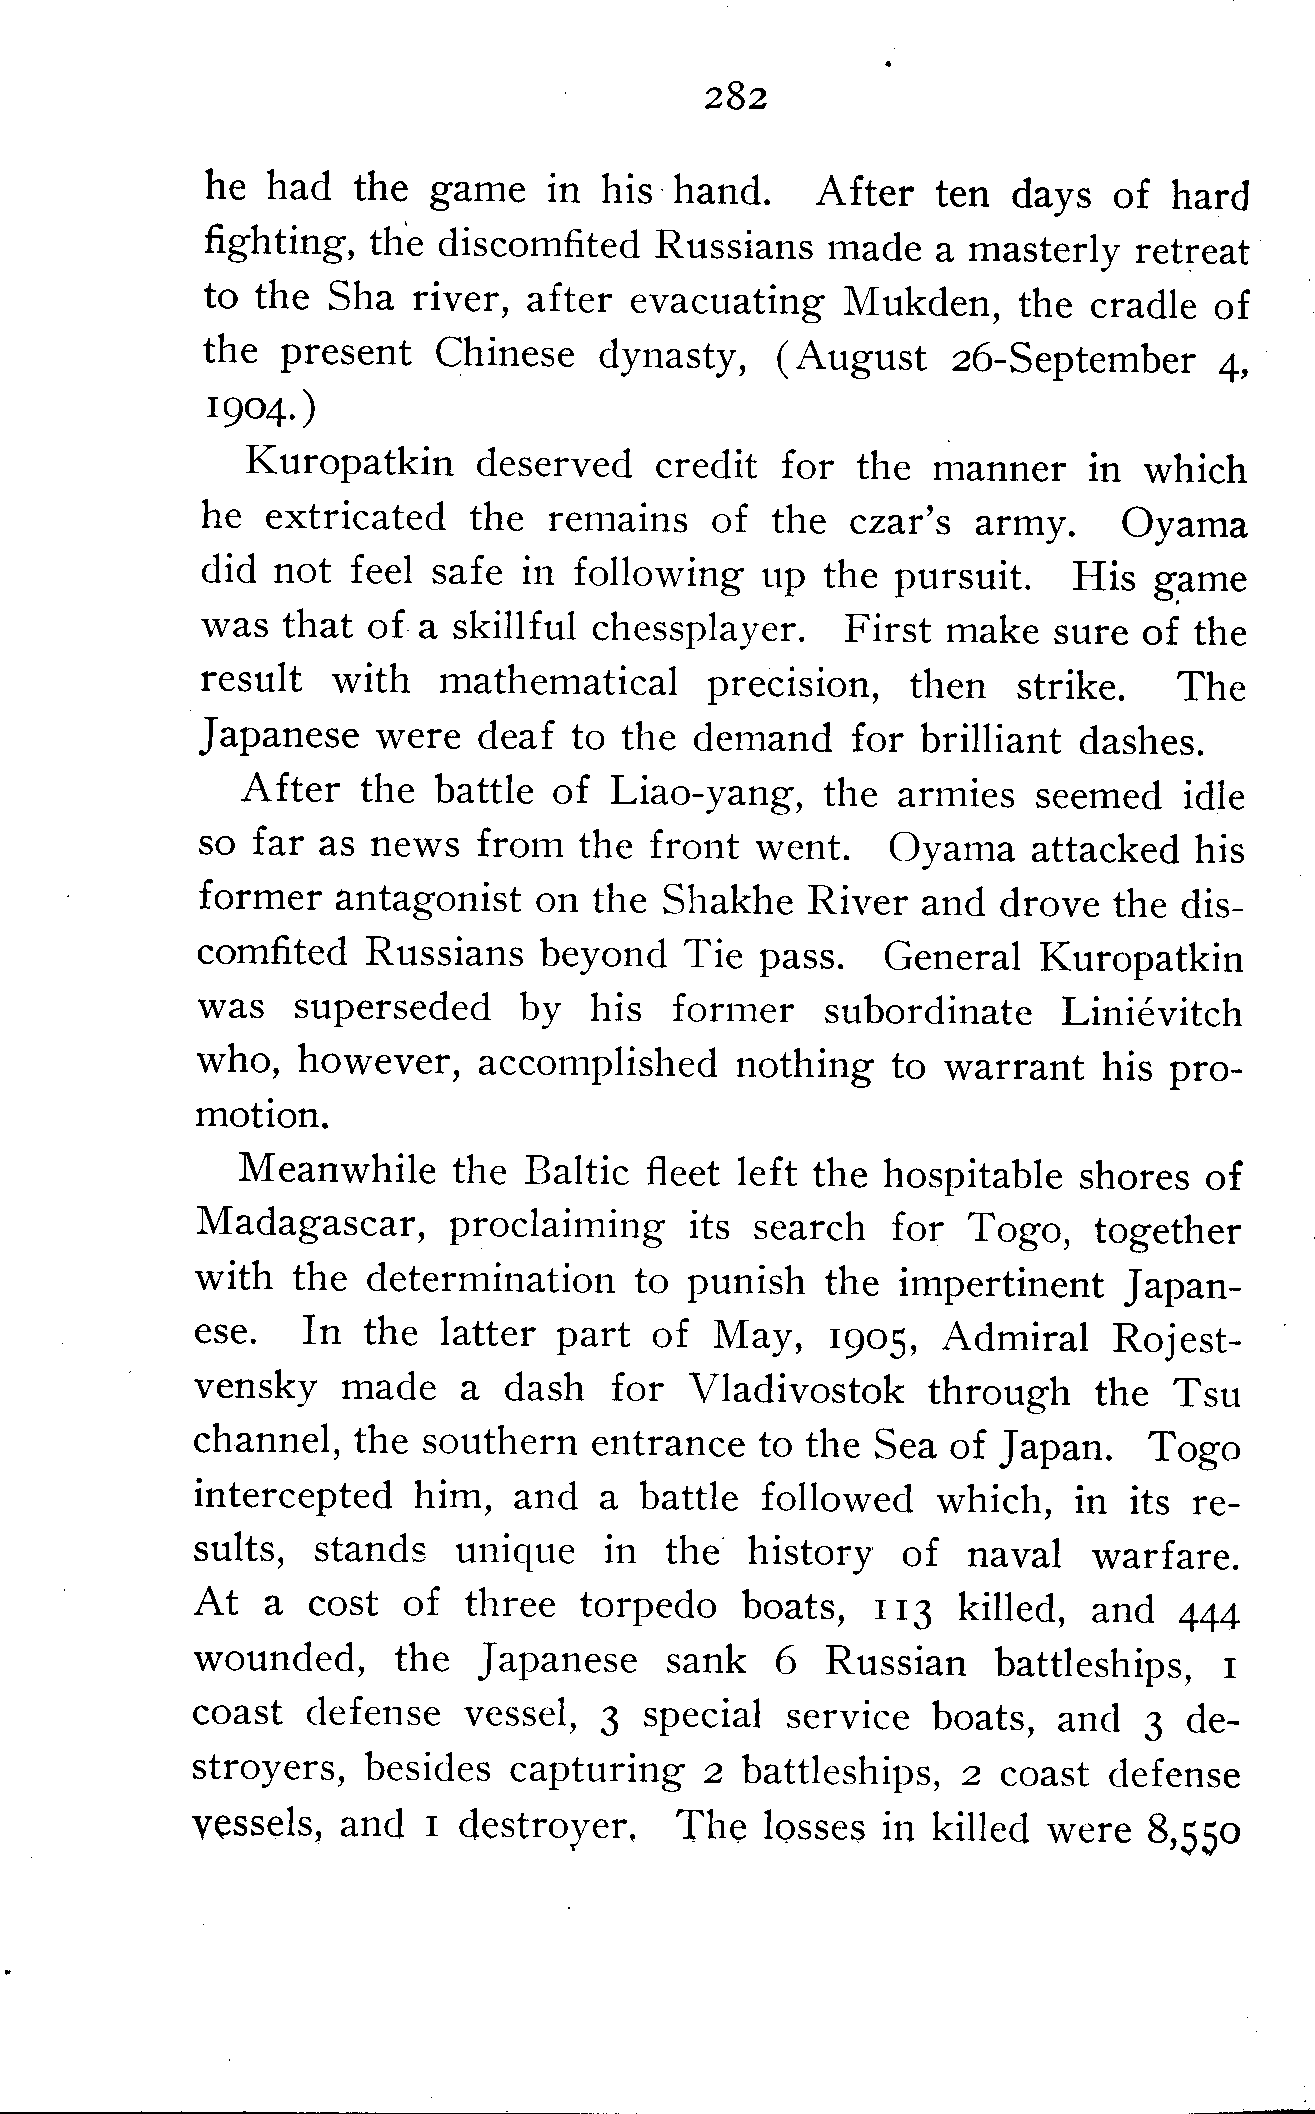 282
he had the game in his hand. After ten days of hard
fighting, the discomfited Russians made a masterly retreat
to the Sha river, after evacuating Mukden, the cradle of
the present Chinese dynasty, (August 26-September 4,
1904.)
Kuropatkin deserved credit for the manner in which
he extricated the remains of the czar's army. Oyama
did not feel safe in following up the pursuit. His game
was that of a skillful chessplayer. First make sure of the
result with mathematical precision, then strike. The
Japanese were deaf to the demand for brilliant dashes.
After the battle of Liao-yang, the armies seemed idle
so far as news from the front went. Oyama attacked his
former antagonist on the Shakhe River and drove the dis-
comfited Russians beyond Tie pass. General Kuropatkin
was superseded by his former subordinate Liniévitch
who, however, accomplished nothing to warrant his pro-
motion.
Meanwhile the Baltic fleet left the hospitable shores of
Madagascar, proclaiming its search for Togo, together
with the determination to punish the impertinent Japan-
ese. In the latter part of May, 1905, Admiral Rojest-
vensky made a dash for Vladivostok through the Tsu
channel, the southern entrance to the Sea of Japan. Togo
intercepted him, and a battle followed which, in its re-
sults, stands unique in the history of naval warfare.
At a cost of three torpedo boats, 113 killed, and 444
wounded, the Japanese sank 6 Russian battleships, 1
coast defense vessel, 3 special service boats, and 3 de-
stroyers, besides capturing 2 battleships, 2 coast defense
vessels, and 1 destroyer. The losses in killed were 8,550